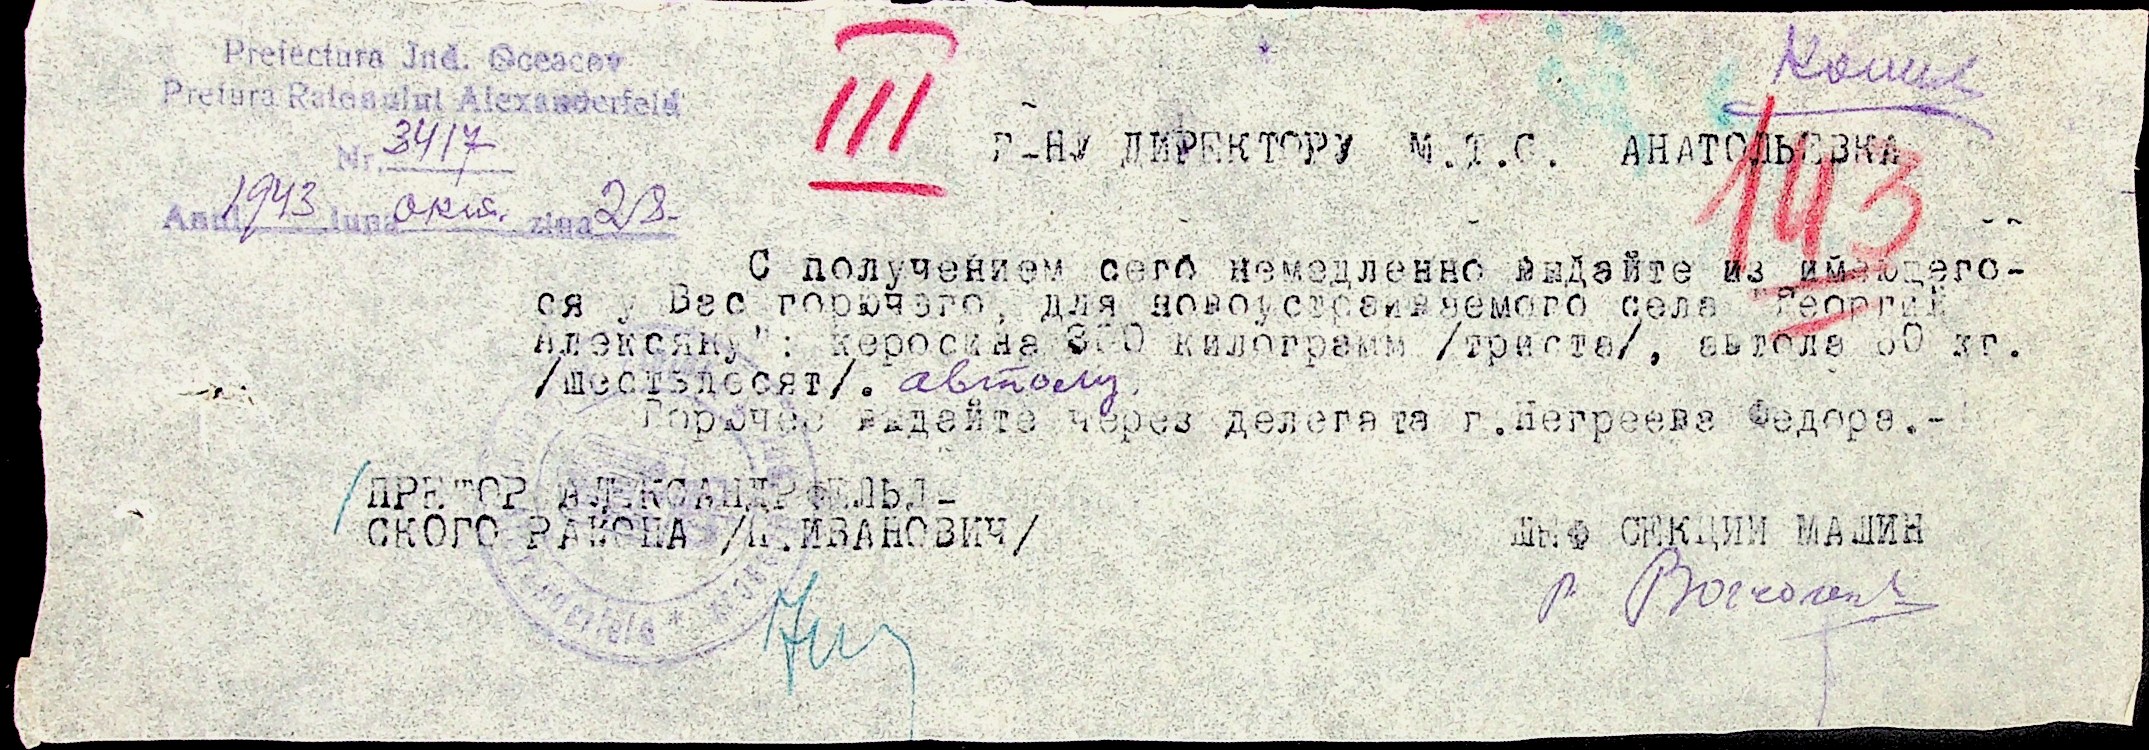 Prefectura Jud. Oceacov
Pretura Raionului Alexanderfeld
Nr. 3417
Anul 1943 luna окт. ziua 28
III
Копия
143
Г-НУ ДИРЕКТОРУ М.Т.С. АНАТОЛЬЕВКА
С получением сего немедленно выдайте из имеющего-
ся у Вас горючего, для новоустраиваемого села "Георгий
Алексяну": керосина 300 килограмм /триста/, автола 60 кг.
/шестьдесят/. автолу
Горючее выдайте через делегата г.Негреева Федора.-
ПРЕТОР АЛЕКСАНДРФЕЛЬД-
СКОГО РАЙОНА /И.ИВАНОВИЧ/
ШЕФ СЕКЦИИ МАШИН